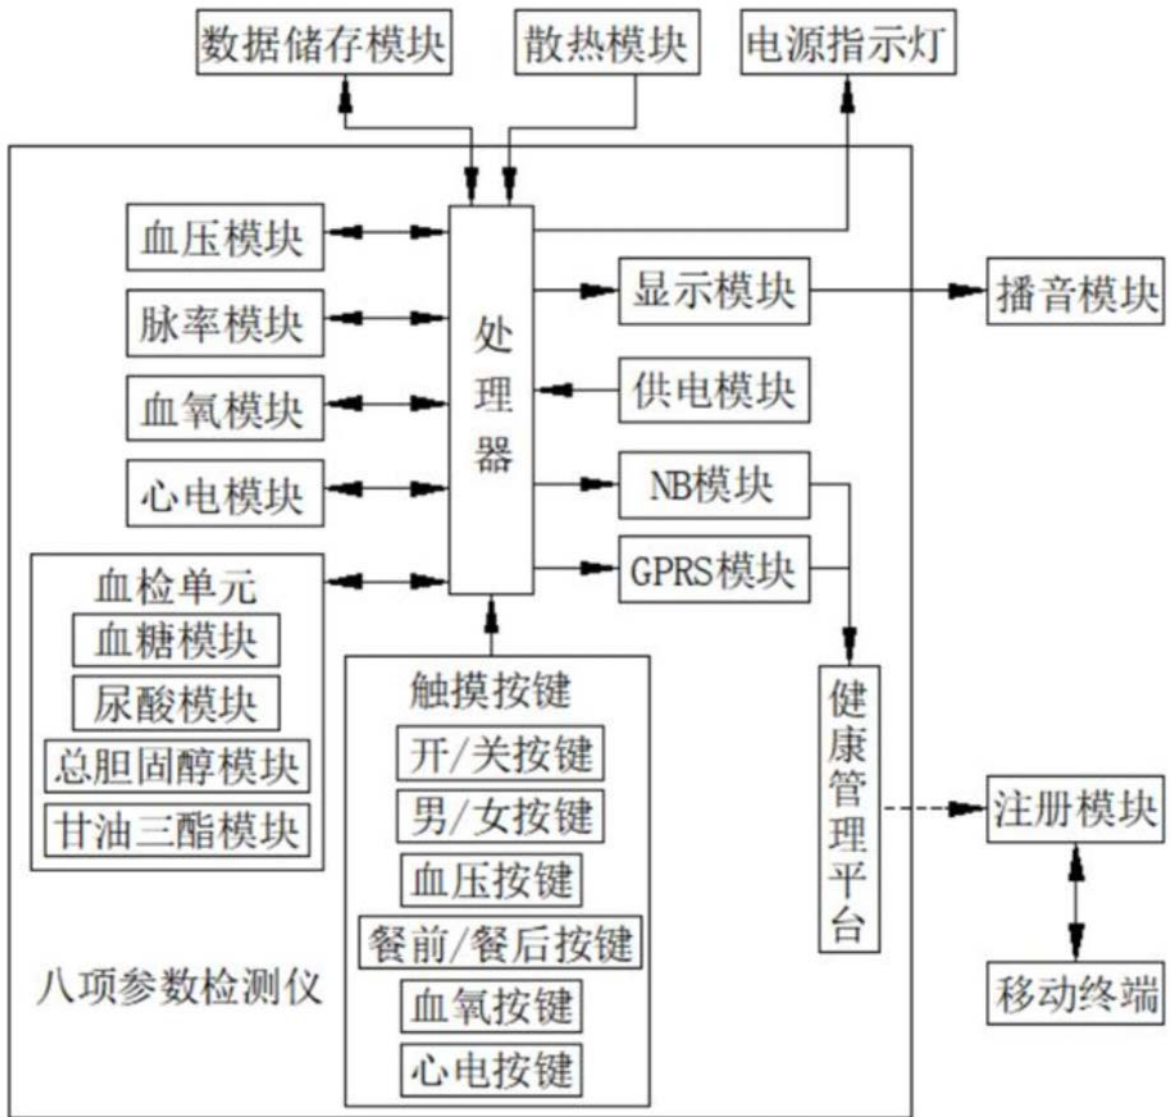 数据储存模块
散热模块
电源指示灯
血压模块
脉率模块
血氧模块
心电模块
血检单元
血糖模块
尿酸模块
总胆固醇模块
甘油三酯模块
八项参数检测仪
处理器
触摸按键
开/关按键
男/女按键
血压按键
餐前/餐后按键
血氧按键
心电按键
显示模块
供电模块
NB模块
GPRS模块
健康管理平台
播音模块
注册模块
移动终端